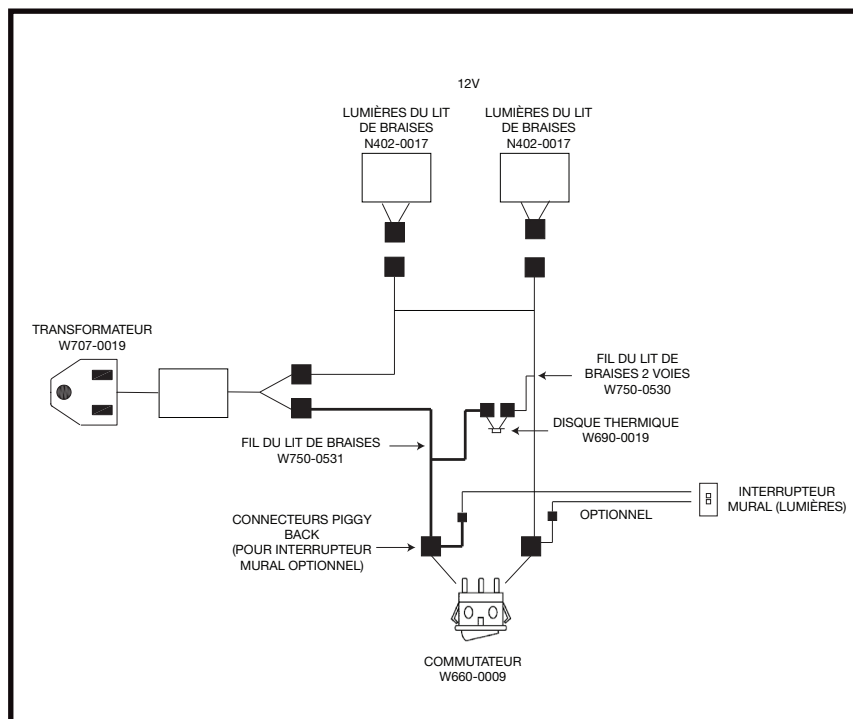 12V
LUMIÈRES DU LIT
DE BRAISES
N402-0017
LUMIÈRES DU LIT
DE BRAISES
N402-0017
TRANSFORMATEUR
W707-0019
FIL DU LIT DE
BRAISES 2 VOIES
W750-0530
DISQUE THERMIQUE
W690-0019
FIL DU LIT DE BRAISES
W750-0531
INTERRUPTEUR
MURAL (LUMIÈRES)
OPTIONNEL
CONNECTEURS PIGGY
BACK
(POUR INTERRUPTEUR
MURAL OPTIONNEL)
COMMUTATEUR
W660-0009